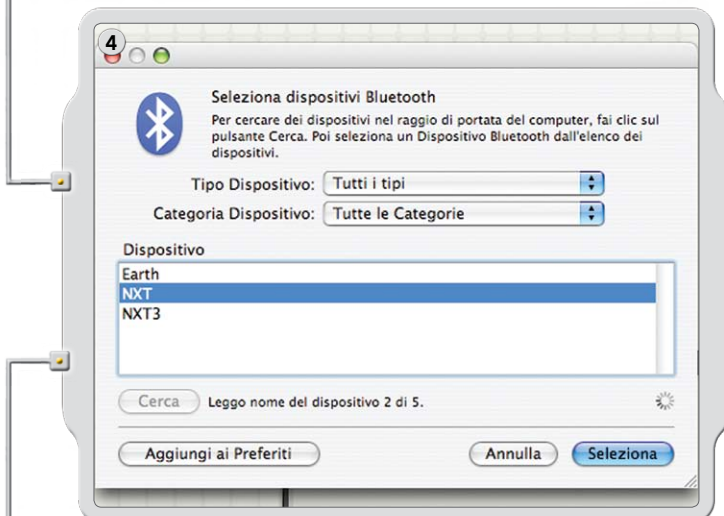 4
Seleziona dispositivi Bluetooth
Per cercare dei dispositivi nel raggio di portata del computer, fai clic sul
pulsante Cerca. Poi seleziona un Dispositivo Bluetooth dall'elenco dei
dispositivi.
Tipo Dispositivo: Tutti i tipi
Categoria Dispositivo: Tutte le Categorie
Dispositivo
Earth
NXT
NXT3
Cerca Leggo nome del dispositivo 2 di 5.
Aggiungi ai Preferiti Annulla Seleziona